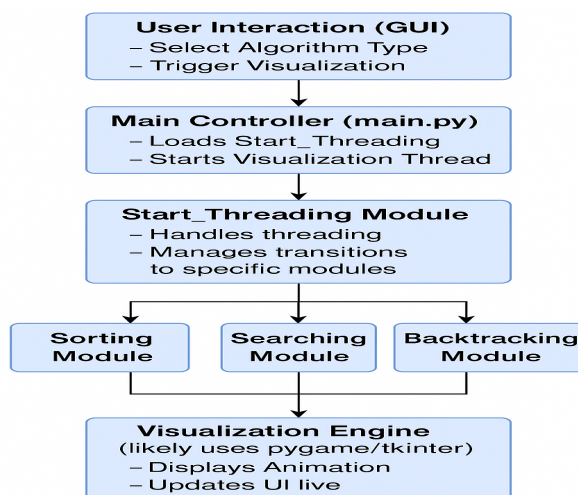 User Interaction (GUI)
– Select Algorithm Type
– Trigger Visualization
Main Controller (main.py)
– Loads Start_Threading
– Starts Visualization Thread
Start_Threading Module
– Handles threading
– Manages transitions
to specific modules
Sorting
Module
Searching
Module
Backtracking
Module
Visualization Engine
(likely uses pygame/tkinter)
– Displays Animation
– Updates UI live